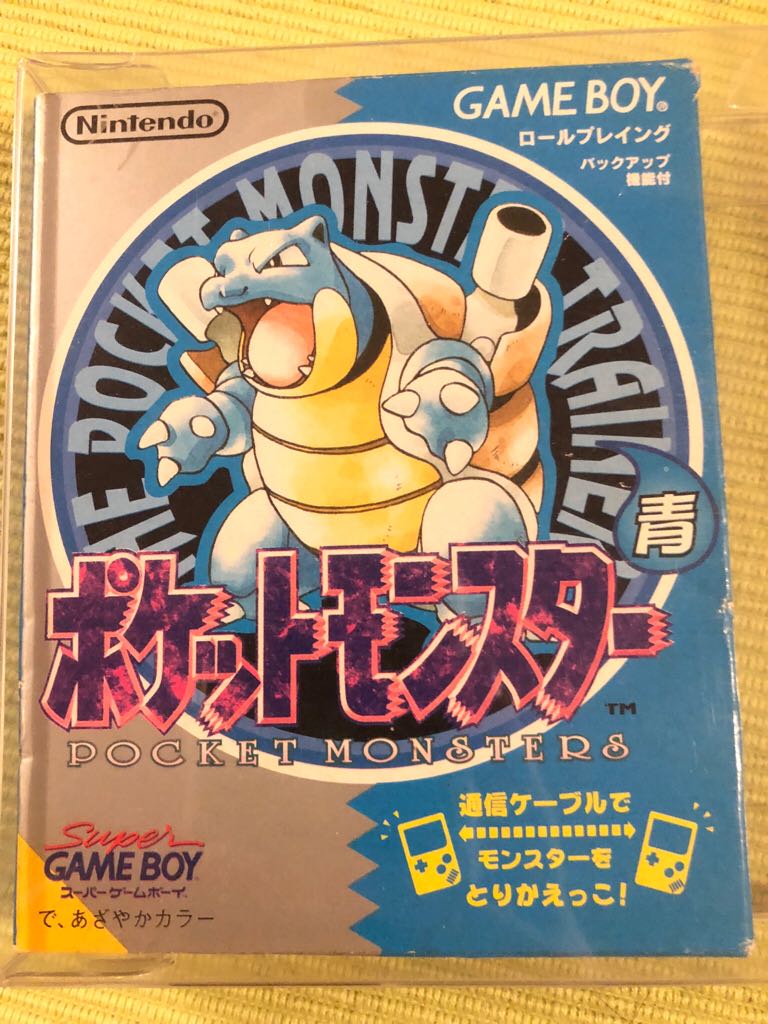 Nintendo
GAME BOY®
ロールプレイング
バックアップ
機能付
THE POCKET MONSTERS TRAINER
青
ポケットモンスター
TM
POCKET MONSTERS
通信ケーブルで
モンスターを
とりかえっこ!
Super
GAME BOY
スーパーゲームボーイ
で、あざやかカラー